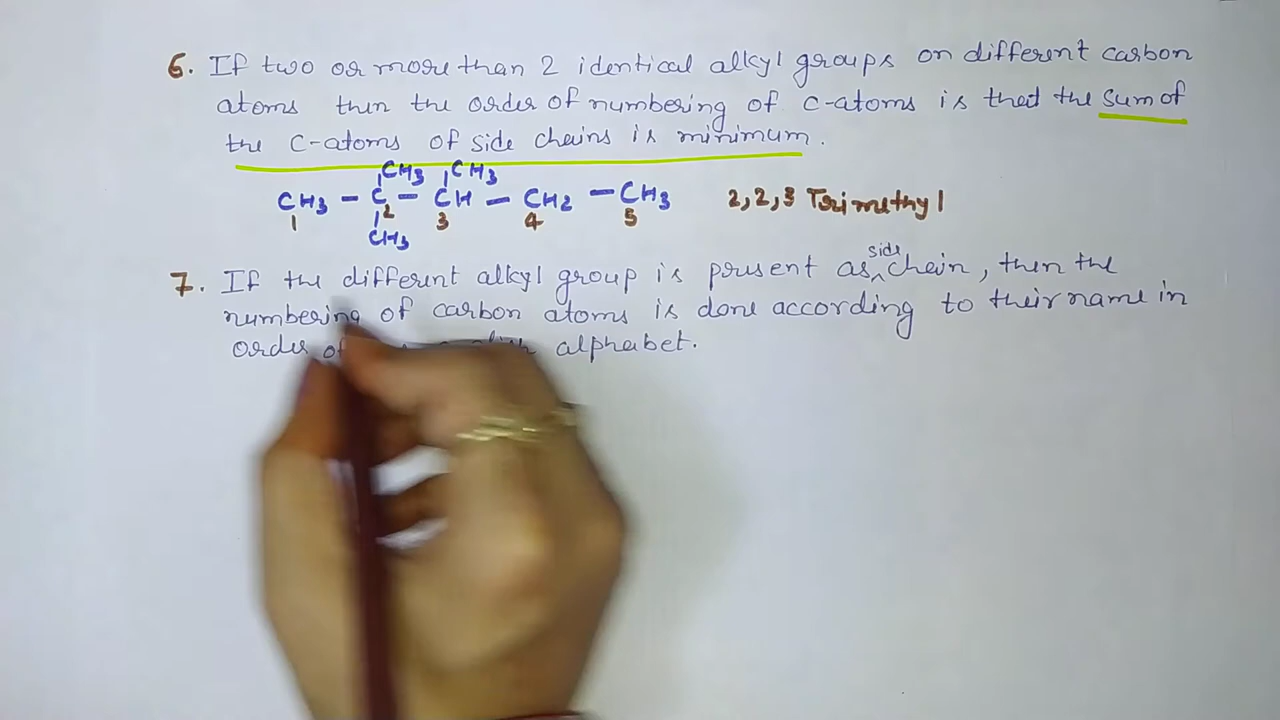 6. If two or more than 2 identical alkyl groups on different carbon
atoms then the order of numbering of c-atoms is that the sum of
the c-atoms of side chains is minimum.
CH3 CH3
CH3 - C - CH - CH2 - CH3 2,2,3 Trimethyl
1 2 3 4 5
CH3
7. If the different alkyl group is present as side chain, then the
numbering of carbon atoms is done according to their name in
order of alphabet.